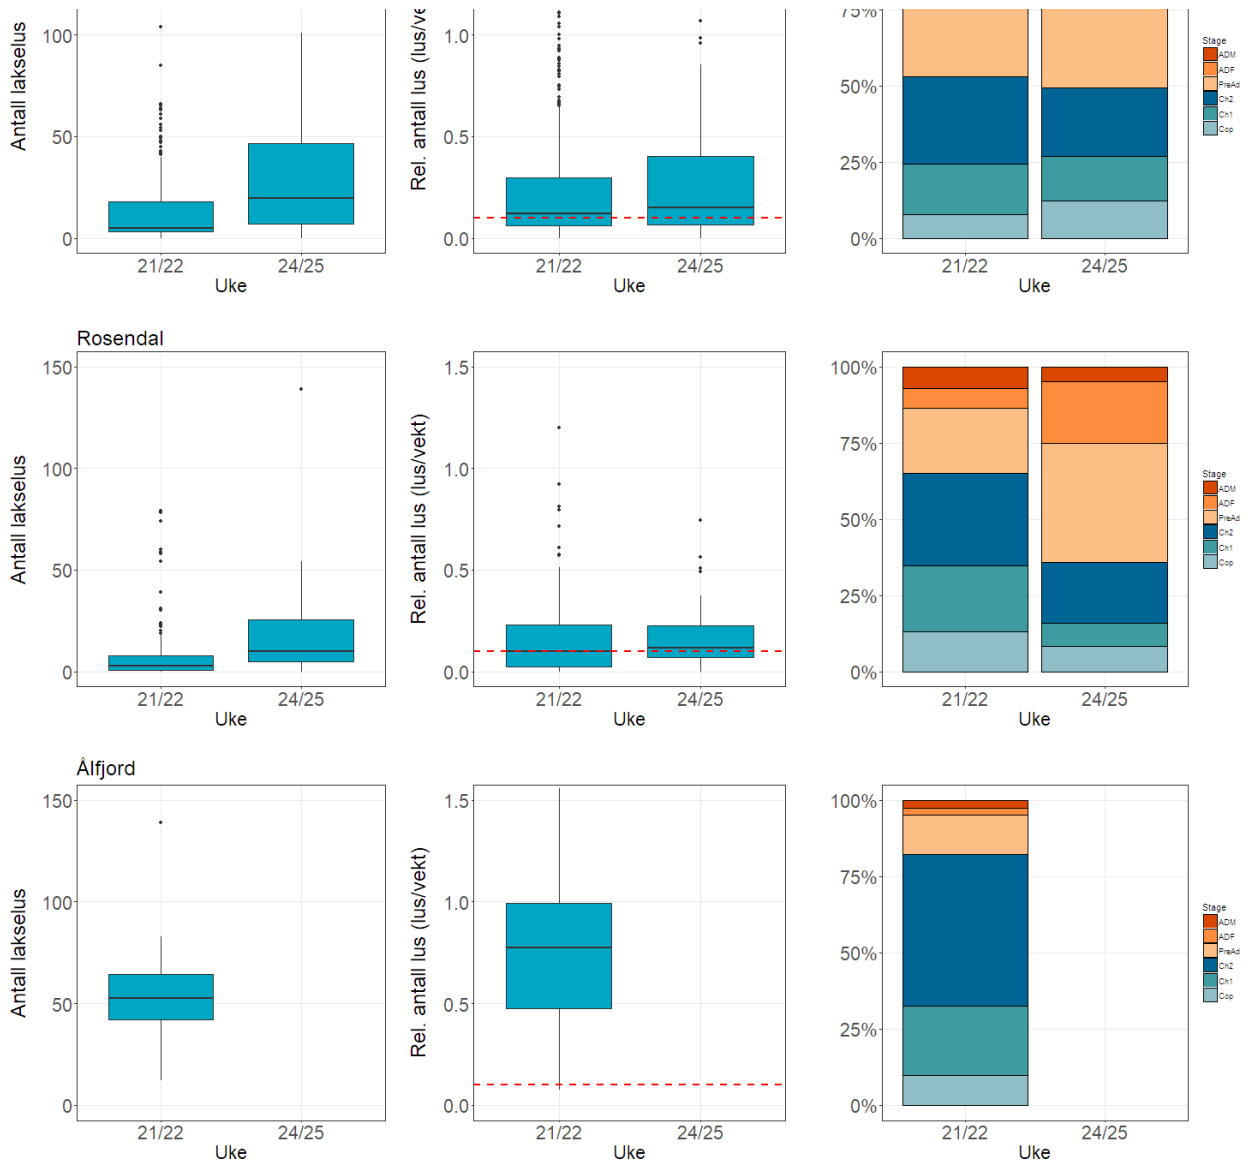 Antall lakselus
100
50
0
21/22
24/25
Uke
Rel. antall lus (lus/ve
1.0
0.5
0.0
21/22
24/25
Uke
75%
50%
25%
0%
21/22
24/25
Uke
Stage
ADM
ADF
PreAd
Ch2
Ch1
Cop
Rosendal
Antall lakselus
150
100
50
0
21/22
24/25
Uke
Rel. antall lus (lus/vekt)
1.5
1.0
0.5
0.0
21/22
24/25
Uke
100%
75%
50%
25%
0%
21/22
24/25
Uke
Stage
ADM
ADF
PreAd
Ch2
Ch1
Cop
Ålfjord
Antall lakselus
150
100
50
0
21/22
24/25
Uke
Rel. antall lus (lus/vekt)
1.5
1.0
0.5
0.0
21/22
24/25
Uke
100%
75%
50%
25%
0%
21/22
24/25
Uke
Stage
ADM
ADF
PreAd
Ch2
Ch1
Cop